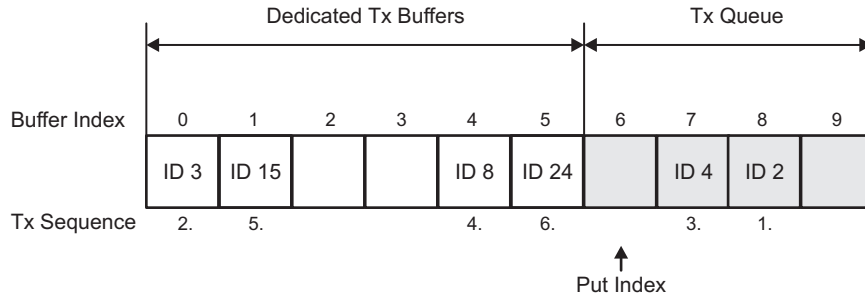 Dedicated Tx Buffers Tx Queue
Buffer Index 0 1 2 3 4 5 6 7 8 9
ID 3 ID 15 ID 8 ID 24 ID 4 ID 2
Tx Sequence 2. 5. 4. 6. 3. 1.
Put Index